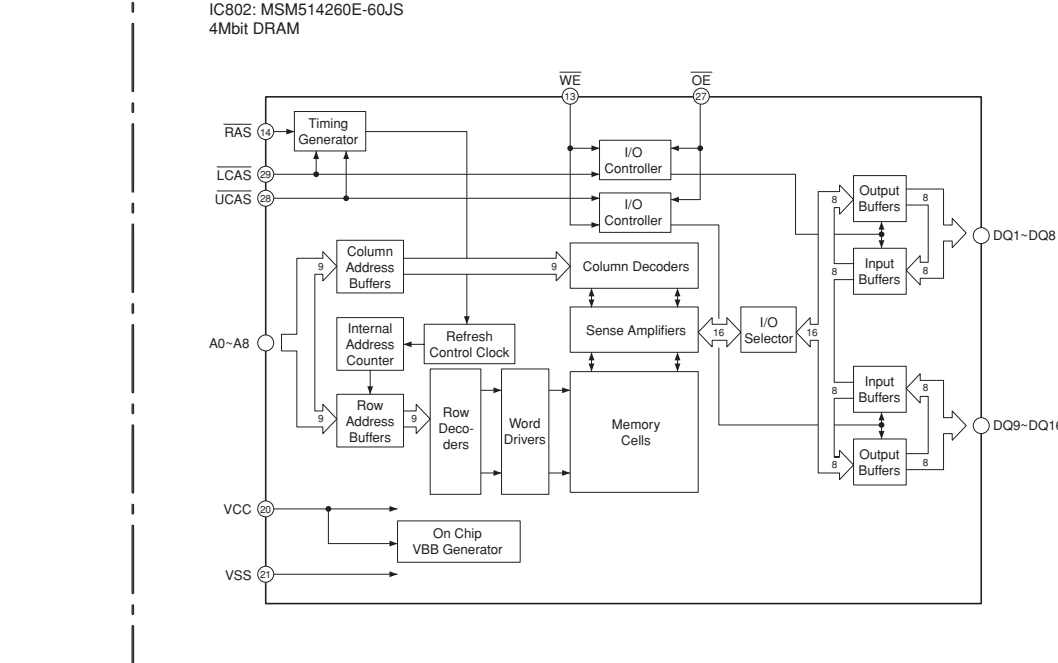 IC802: MSM514260E-60JS
4Mbit DRAM
WE
OE
13
27
RAS
14
Timing
Generator
I/O
Controller
LCAS
29
UCAS
28
I/O
Controller
8
Output
Buffers
8
DQ1~DQ8
Input
Buffers
8
8
9
Column
Address
Buffers
9
Column Decoders
A0~A8
Internal
Address
Counter
Refresh
Control Clock
Sense Amplifiers
16
I/O
Selector
16
9
Row
Address
Buffers
9
Row
Deco-
ders
Word
Drivers
Memory
Cells
8
Input
Buffers
8
DQ9~DQ16
8
Output
Buffers
8
VCC
20
On Chip
VBB Generator
VSS
21